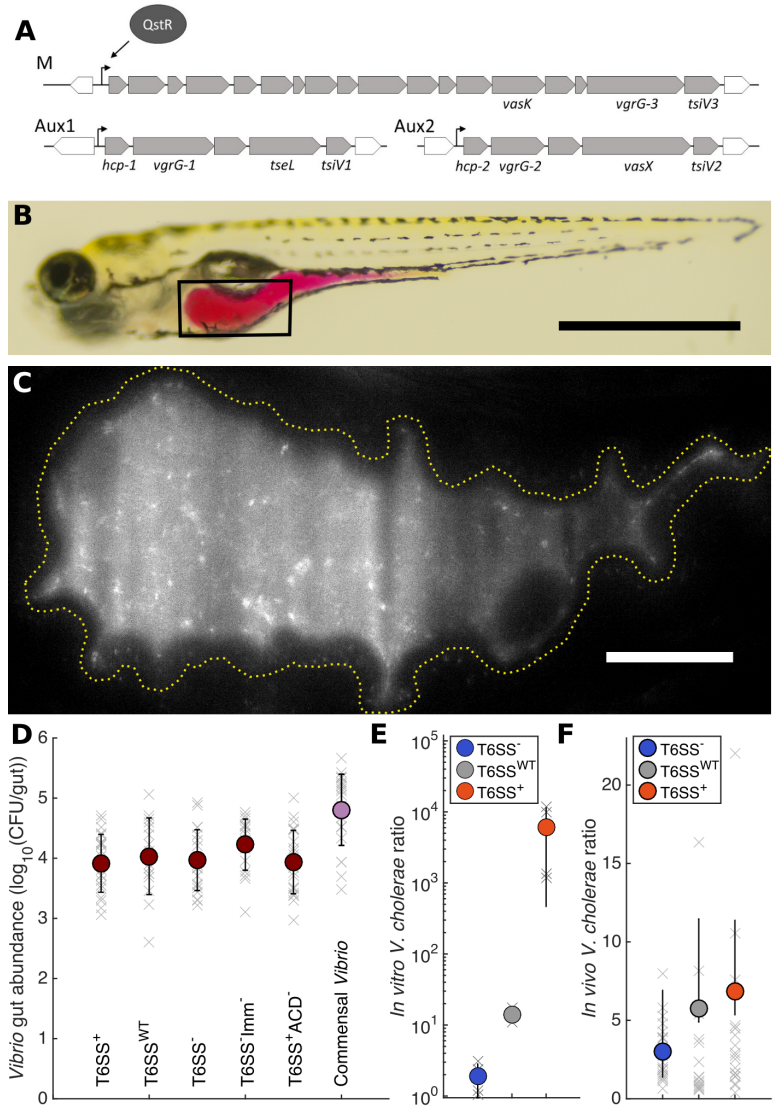 A
QstR
M
vasK
vgrG-3
tsiV3
Aux1
Aux2
hcp-1
vgrG-1
tseL
tsiV1
hcp-2
vgrG-2
vasX
tsiV2
B
C
D
Vibrio gut abundance (log10(CFU/gut))
6
5
4
3
2
1
0
T6SS+
T6SSWT
T6SS-
T6SS-Imm-
T6SS+ACD-
Commensal Vibrio
E
T6SS-
T6SSWT
T6SS+
In vitro V. cholerae ratio
10^5
10^4
10^3
10^2
10^1
10^0
F
T6SS-
T6SSWT
T6SS+
In vivo V. cholerae ratio
20
15
10
5
0